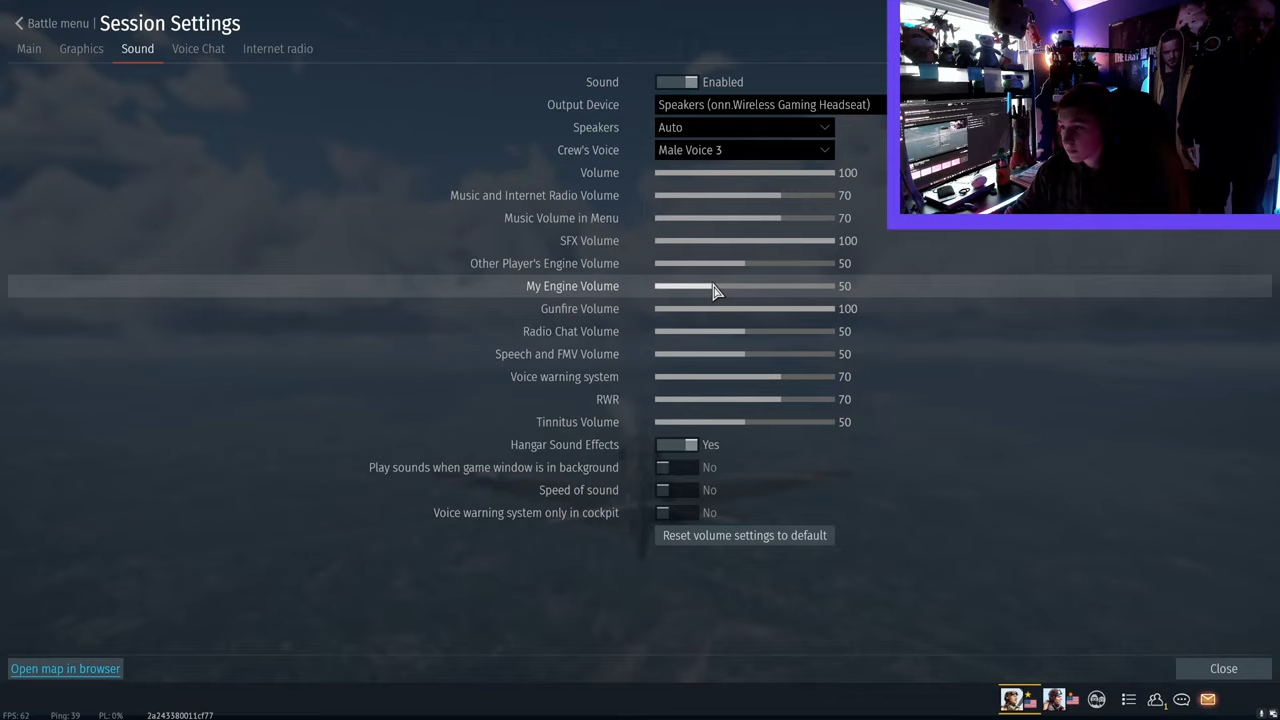 Battle menu | Session Settings
Main Graphics Sound Voice Chat Internet radio
Sound Enabled
Output Device Speakers (onn.Wireless Gaming Headseat)
Speakers Auto
Crew's Voice Male Voice 3
Volume 100
Music and Internet Radio Volume 70
Music Volume in Menu 70
SFX Volume 100
Other Player's Engine Volume 50
My Engine Volume 50
Gunfire Volume 100
Radio Chat Volume 50
Speech and FMV Volume 50
Voice warning system 70
RWR 70
Tinnitus Volume 50
Hangar Sound Effects Yes
Play sounds when game window is in background No
Speed of sound No
Voice warning system only in cockpit No
Reset volume settings to default
Open map in browser
Close
1
FPS: 62 Ping: 39 PL: 0% 2a243380011cf77